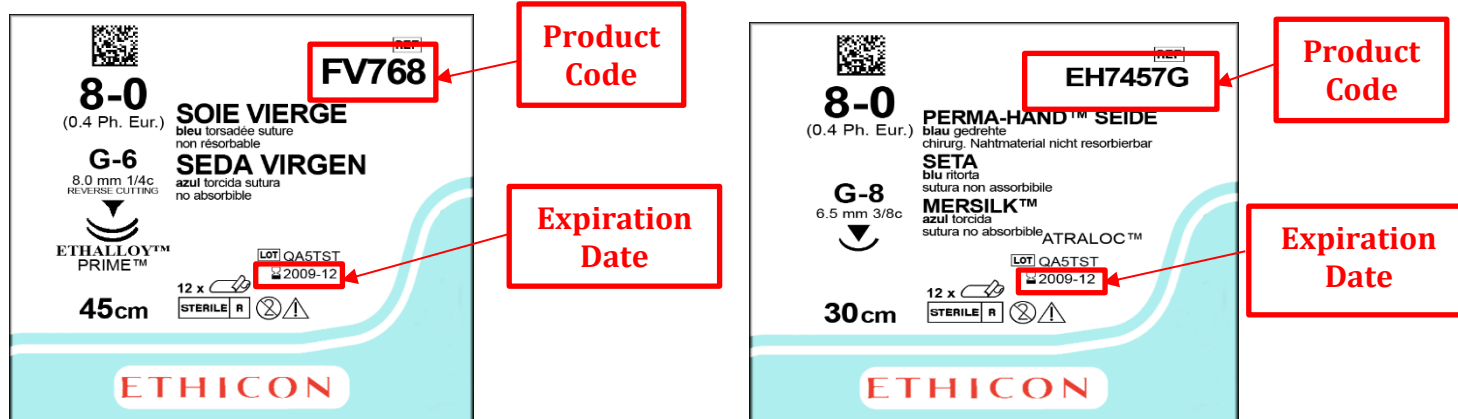 REF
FV768
Product
Code
8-0
(0.4 Ph. Eur.)
SOIE VIERGE
bleu torsadée suture
non résorbable
G-6
8.0 mm 1/4c
REVERSE CUTTING
SEDA VIRGEN
azul torcida sutura
no absorbible
ETHALLOY™
PRIME™
LOT QA5TST
2009-12
Expiration
Date
12 x
45cm
STERILE R
2
ETHICON
REF
EH7457G
Product
Code
8-0
(0.4 Ph. Eur.)
PERMA-HAND™ SEIDE
blau gedrehte
chirurg. Nahtmaterial nicht resorbierbar
SETA
blu ritorta
sutura non assorbibile
G-8
6.5 mm 3/8c
MERSILK™
azul torcida
sutura no absorbible
ATRALOC™
LOT QA5TST
2009-12
Expiration
Date
12 x
30cm
STERILE R
2
ETHICON